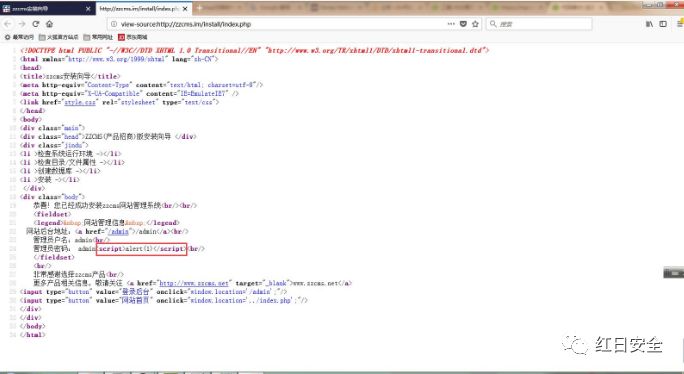 zzcms安装向导
http://zzcms.im/install/index.php
view-source:http://zzcms.im/install/index.php
搜索
最常访问 火狐官方站点 常用网址 京东商城
1 <!DOCTYPE html PUBLIC "-//W3C//DTD XHTML 1.0 Transitional//EN" "http://www.w3.org/TR/xhtml1/DTD/xhtml1-transitional.dtd">
2 <html xmlns="http://www.w3.org/1999/xhtml" lang="zh-CN">
3 <head>
4 <title>zzcms安装向导</title>
5 <meta http-equiv="Content-Type" content="text/html; charset=utf-8"/>
6 <meta http-equiv="X-UA-Compatible" content="IE=EmulateIE7" />
7 <link href="style.css" rel="stylesheet" type="text/css">
8 </head>
9 <body>
10 <div class="main">
11 <div class="head">ZZCMS(产品招商)版安装向导 </div>
12 <div class="jindu">
13 <li >检查系统运行环境 -></li>
14 <li >检查目录/文件属性 -></li>
15 <li >创建数据库 -></li>
16 <li >安装 -></li>
17 </div>
18 <div class="body">
19 恭喜! 您已经成功安装zzcms网站管理系统<br/><br/>
20 <fieldset>
21 <legend>&nbsp;网站管理信息&nbsp;</legend>
22 网站后台地址: <a href="/admin">/admin</a><br/>
23 管理员户名: admin<br/>
24 管理员密码: admin<script>alert(1)</script><br/>
25 </fieldset>
26 <br/>
27 非常感谢选择zzcms产品<br/>
28 更多产品相关信息, 敬请关注 <a href="http://www.zzcms.net" target="_blank">www.zzcms.net</a>
29 <input type="button" value="登录后台" onclick="window.location='/admin';"/>
30 <input type="button" value="网站首页" onclick="window.location='../index.php';"/>
31 </div>
32 </div>
33 </body>
34 </html>
红日安全